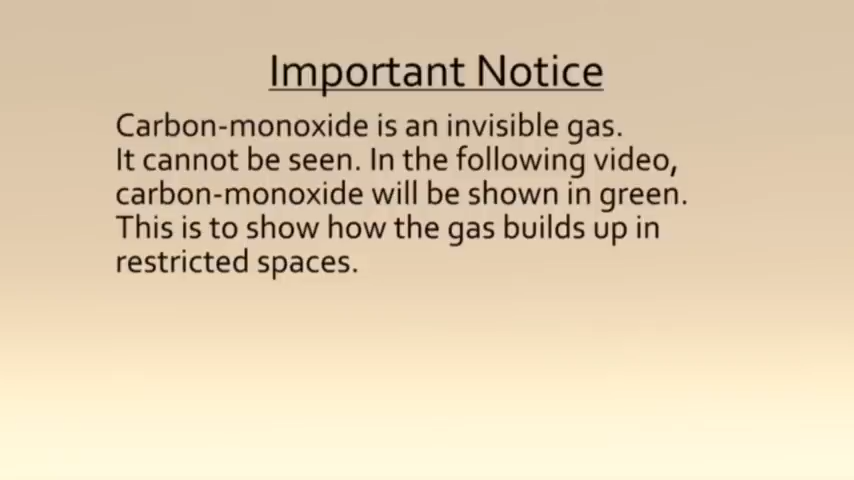 Important Notice
Carbon-monoxide is an invisible gas.
It cannot be seen. In the following video,
carbon-monoxide will be shown in green.
This is to show how the gas builds up in
restricted spaces.